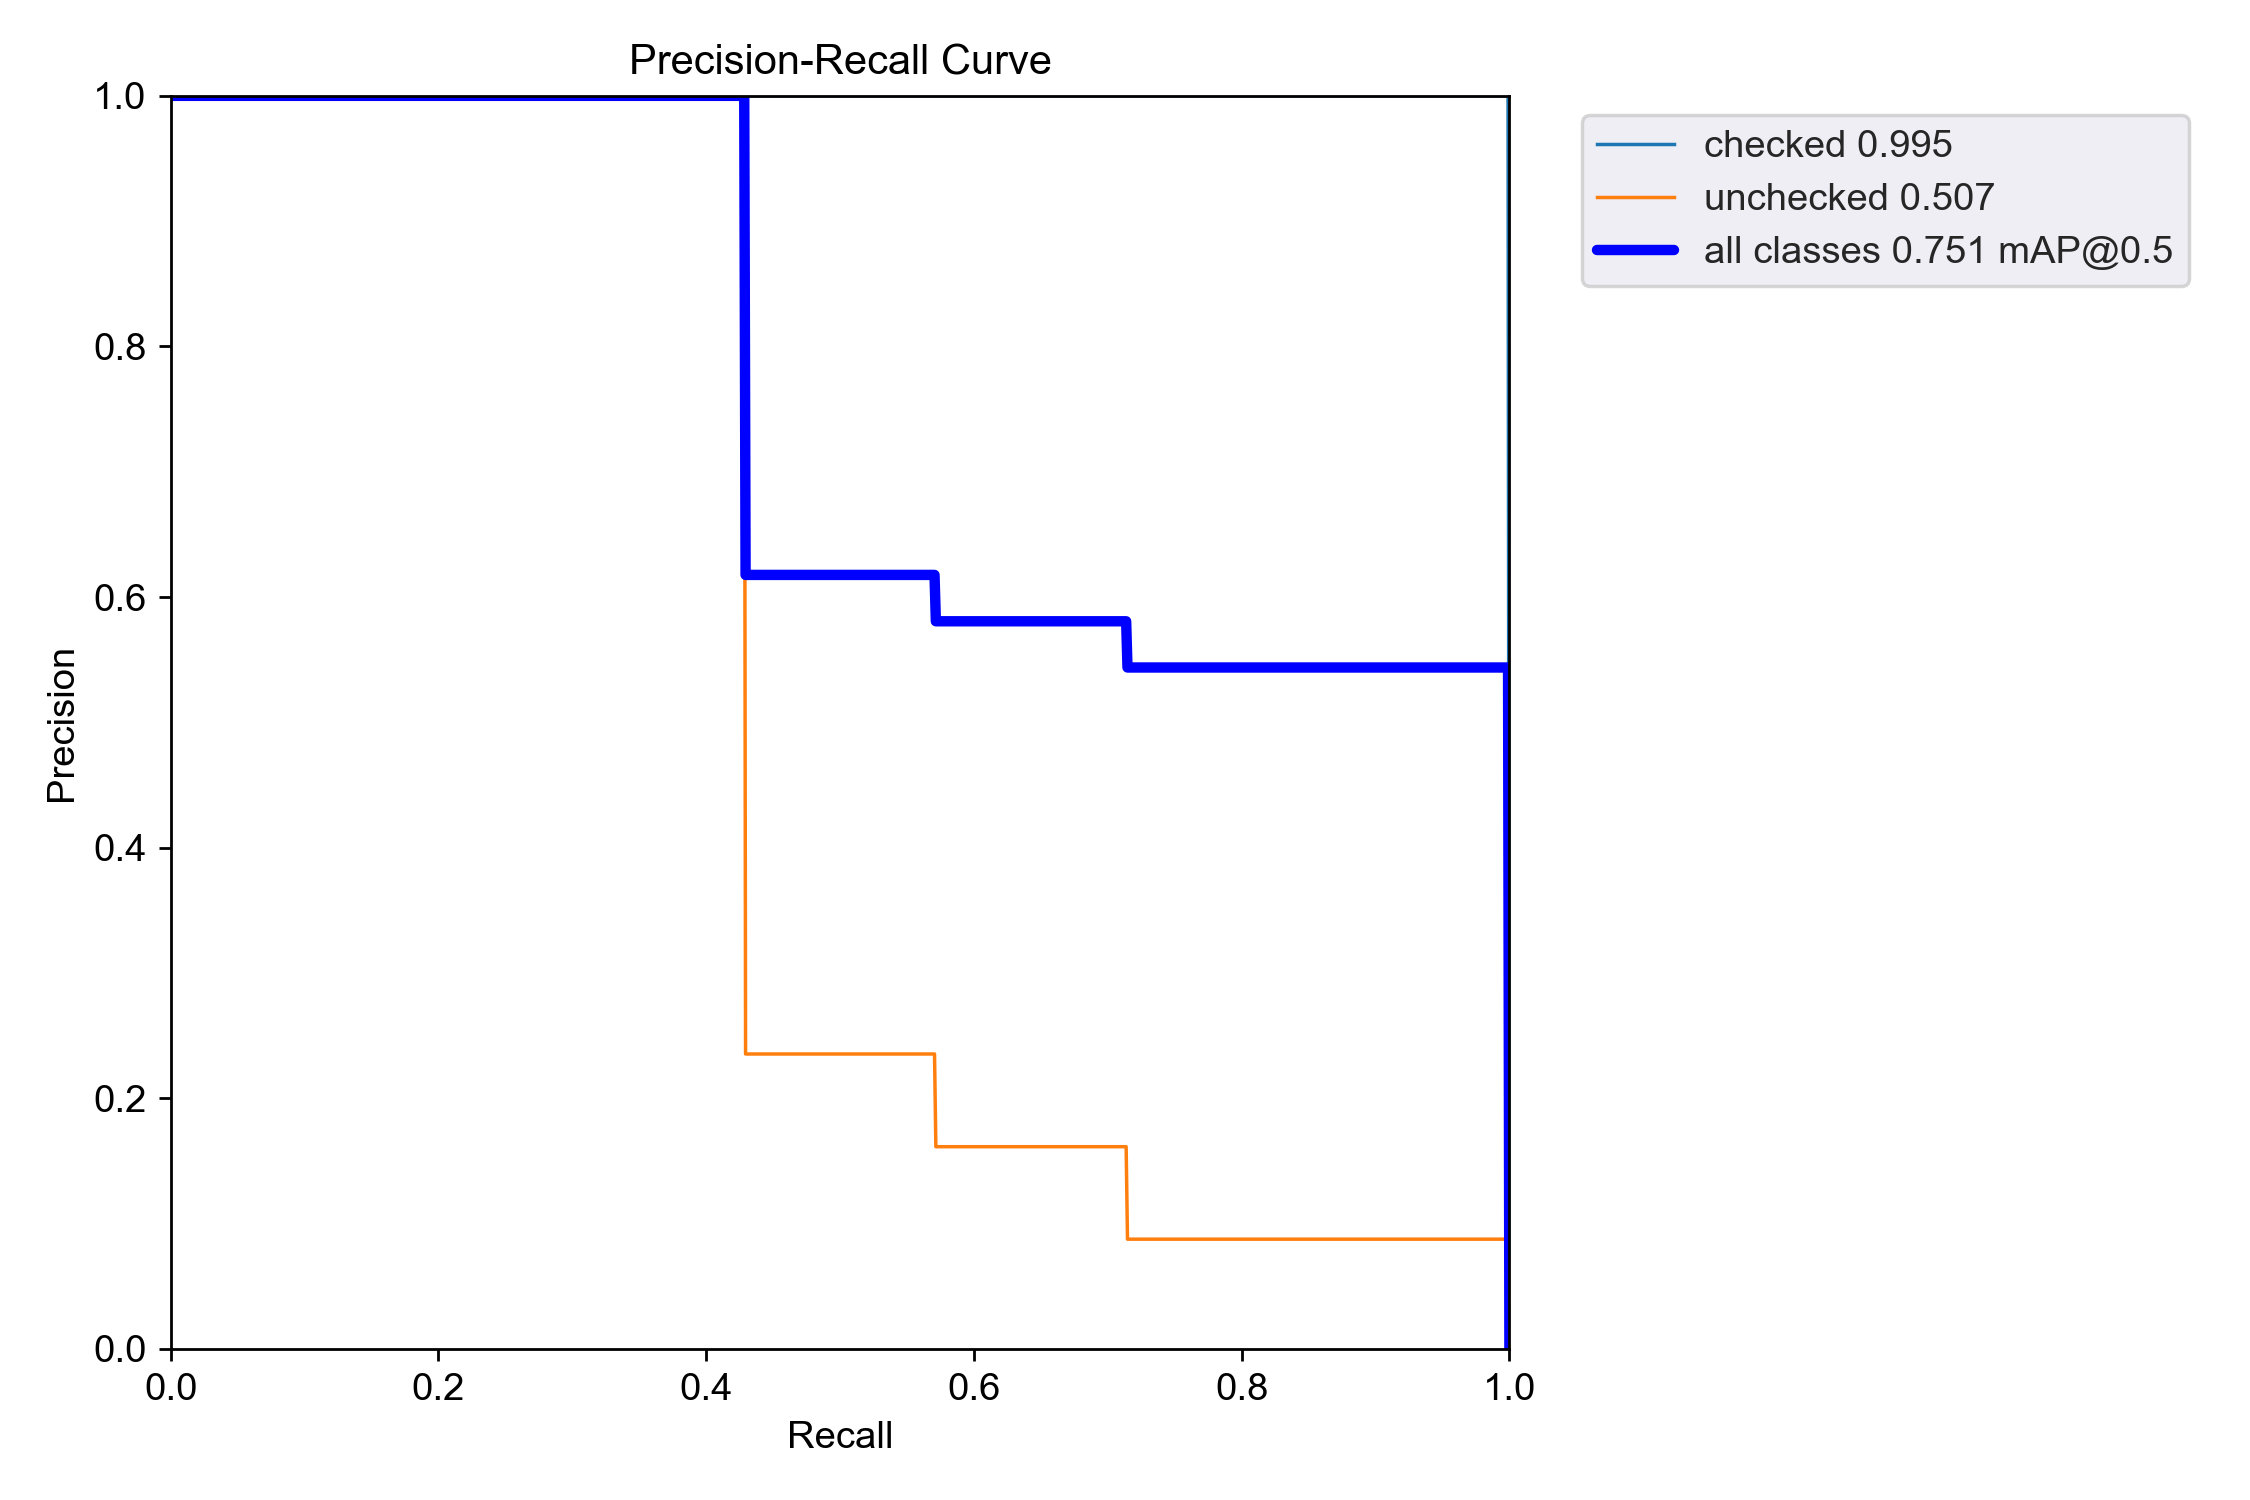 Precision-Recall Curve
1.0
0.8
0.6
0.4
0.2
0.0
Precision
0.0 0.2 0.4 0.6 0.8 1.0
Recall
checked 0.995
unchecked 0.507
all classes 0.751 mAP@0.5